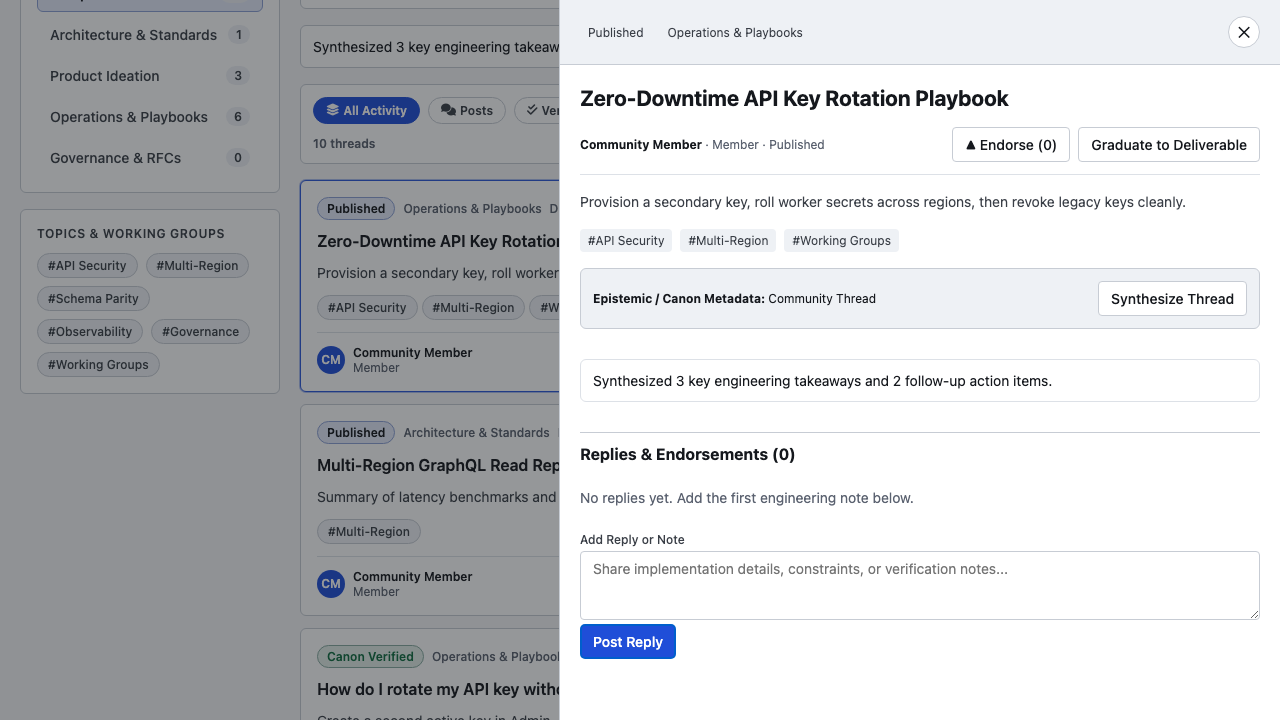 Architecture & Standards 1
Product Ideation 3
Operations & Playbooks 6
Governance & RFCs 0
TOPICS & WORKING GROUPS
#API Security #Multi-Region
#Schema Parity
#Observability #Governance
#Working Groups
Synthesized 3 key engineering
All Activity Posts
10 threads
Published Operations & Playbooks
Zero-Downtime API Key
Provision a secondary key, roll worker
#API Security #Multi-Region
CM Community Member
Member
Published Architecture & Standards
Multi-Region GraphQL Read
Summary of latency benchmarks and
#Multi-Region
CM Community Member
Member
Canon Verified Operations &
How do I rotate my API key
Create a second active key in Admin
Published Operations & Playbooks
Zero-Downtime API Key Rotation Playbook
Community Member · Member · Published
Endorse (0) Graduate to Deliverable
Provision a secondary key, roll worker secrets across regions, then revoke legacy keys cleanly.
#API Security #Multi-Region #Working Groups
Epistemic / Canon Metadata: Community Thread
Synthesize Thread
Synthesized 3 key engineering takeaways and 2 follow-up action items.
Replies & Endorsements (0)
No replies yet. Add the first engineering note below.
Add Reply or Note
Share implementation details, constraints, or verification notes...
Post Reply